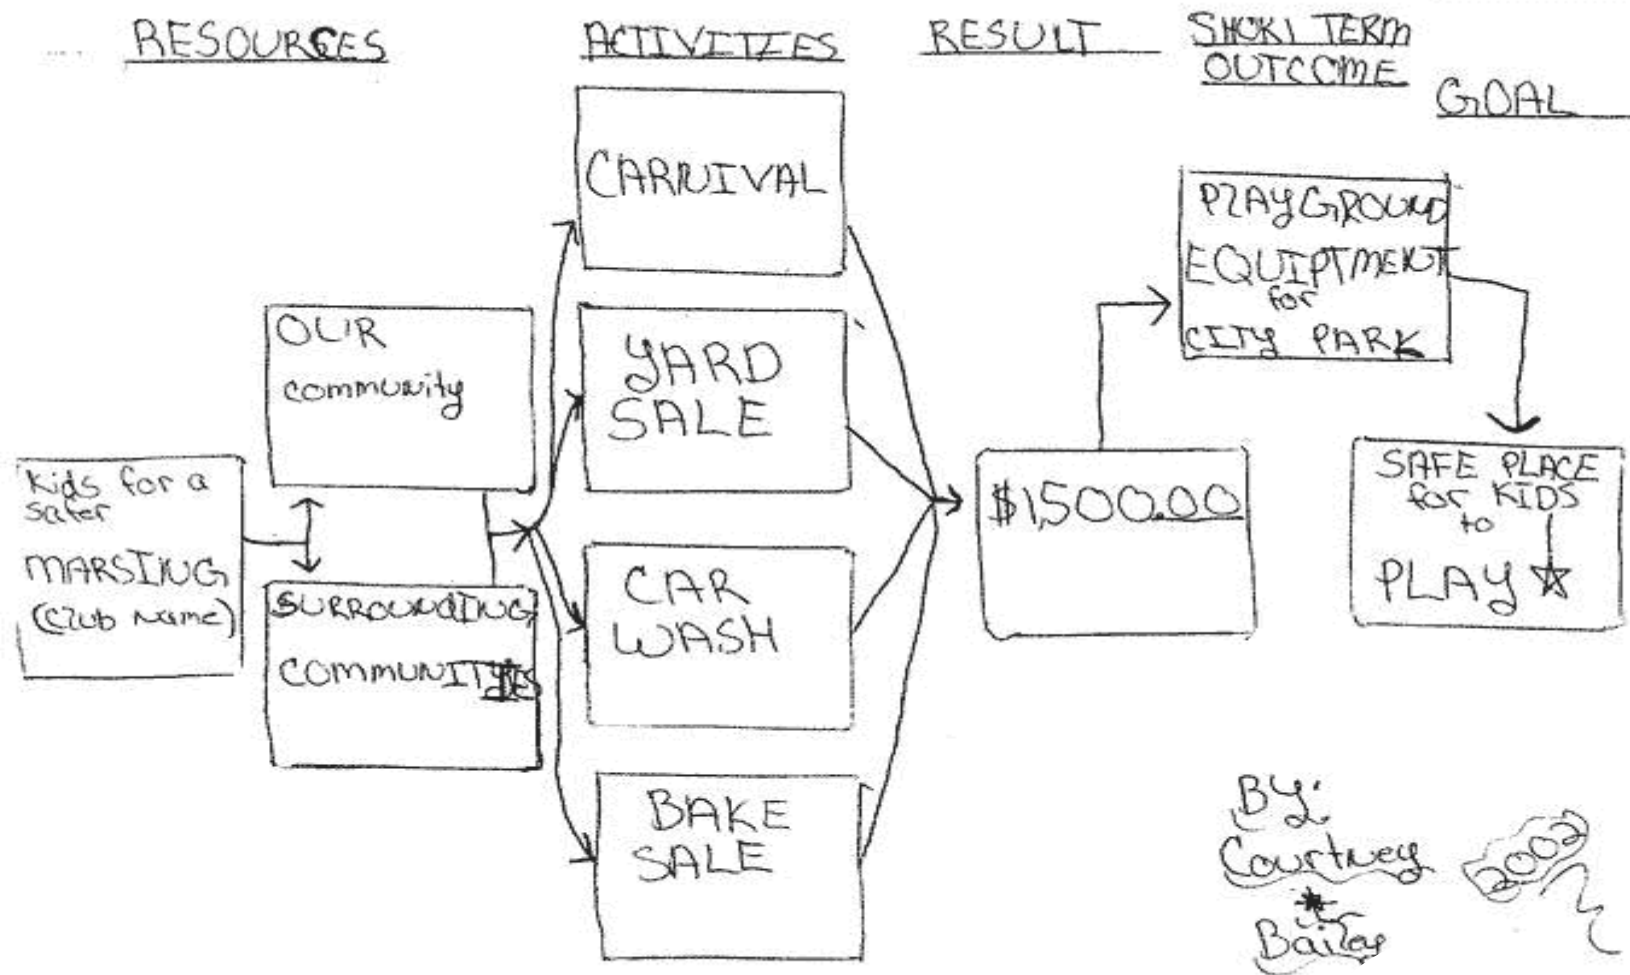 RESOURCES
ACTIVITIES
RESULT
SHORT TERM
OUTCOME
GOAL
Kids for a
safer
MARSING
(Club Name)
OUR
community
SURROUNDING
COMMUNITIES
CARNIVAL
YARD
SALE
CAR
WASH
BAKE
SALE
$1,500.00
PLAYGROUND
EQUIPTMENT
for
CITY PARK
SAFE PLACE
for KIDS
to
PLAY
BY:
Courtney
Bailey
2002